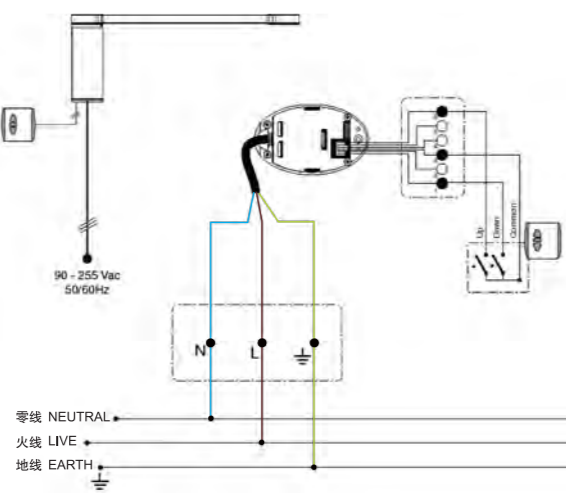 90 - 255 Vac
50/60Hz
Up
Down
Common
N
L
零线 NEUTRAL
火线 LIVE
地线 EARTH